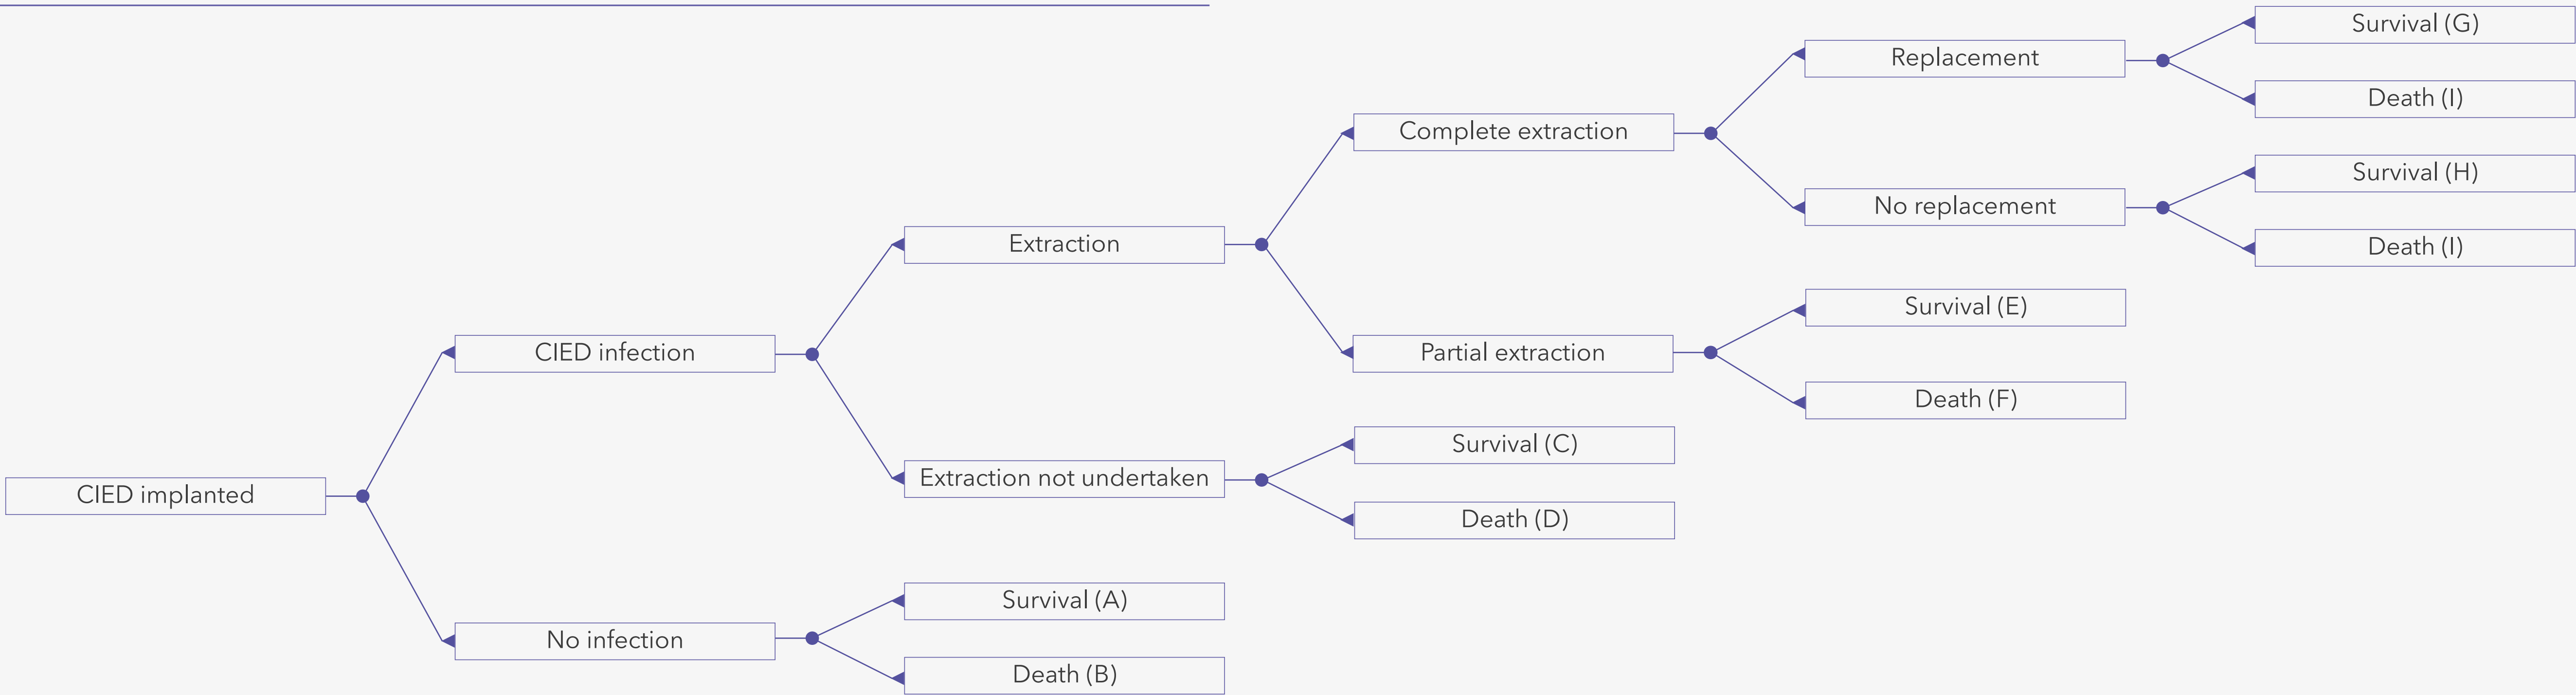 Survival (G)
Replacement
Death (I)
Complete extraction
Survival (H)
No replacement
Death (I)
Extraction
Survival (E)
CIED infection
Partial extraction
Death (F)
Survival (C)
Extraction not undertaken
CIED implanted
Death (D)
Survival (A)
No infection
Death (B)